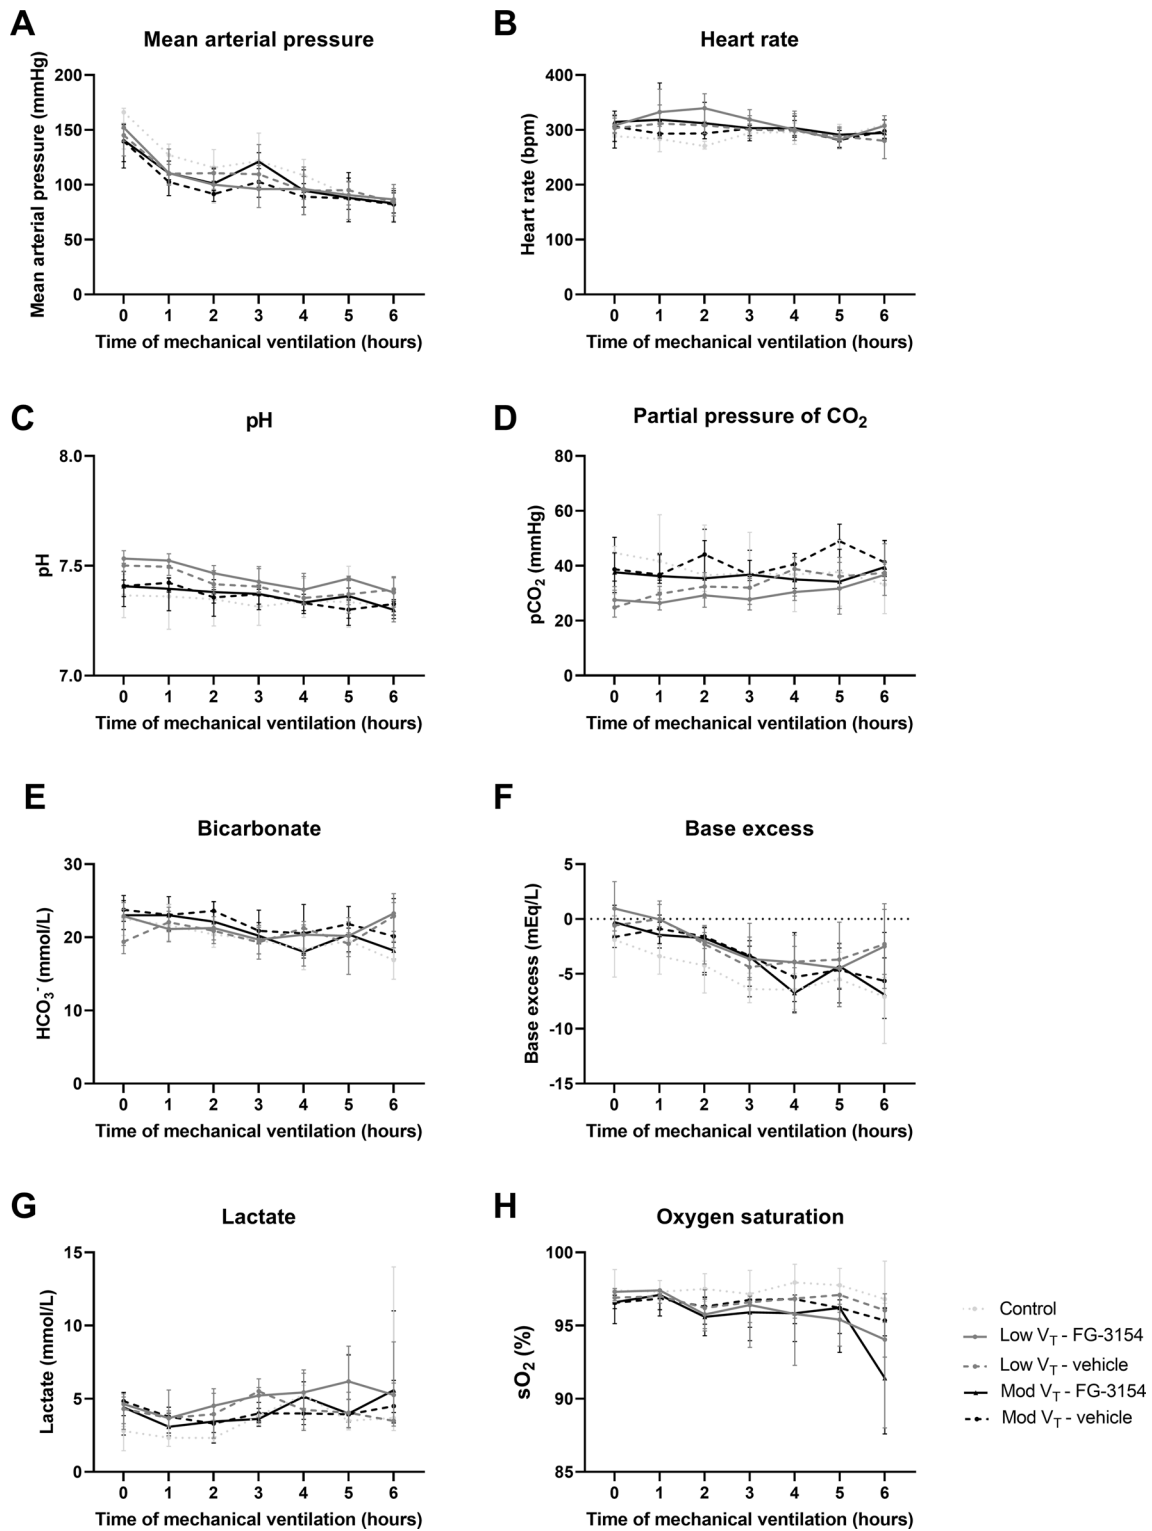 A
Mean arterial pressure
Mean arterial pressure (mmHg)
200
150
100
50
0
0 1 2 3 4 5 6
Time of mechanical ventilation (hours)
B
Heart rate
Heart rate (bpm)
400
300
200
100
0
0 1 2 3 4 5 6
Time of mechanical ventilation (hours)
C
pH
pH
8.0
7.5
7.0
0 1 2 3 4 5 6
Time of mechanical ventilation (hours)
D
Partial pressure of CO2
pCO2 (mmHg)
80
60
40
20
0
0 1 2 3 4 5 6
Time of mechanical ventilation (hours)
E
Bicarbonate
HCO3- (mmol/L)
30
20
10
0
0 1 2 3 4 5 6
Time of mechanical ventilation (hours)
F
Base excess
Base excess (mEq/L)
5
0
-5
-10
-15
0 1 2 3 4 5 6
Time of mechanical ventilation (hours)
G
Lactate
Lactate (mmol/L)
15
10
5
0
0 1 2 3 4 5 6
Time of mechanical ventilation (hours)
H
Oxygen saturation
sO2 (%)
100
95
90
85
0 1 2 3 4 5 6
Time of mechanical ventilation (hours)
Control
Low VT - FG-3154
Low VT - vehicle
Mod VT - FG-3154
Mod VT - vehicle